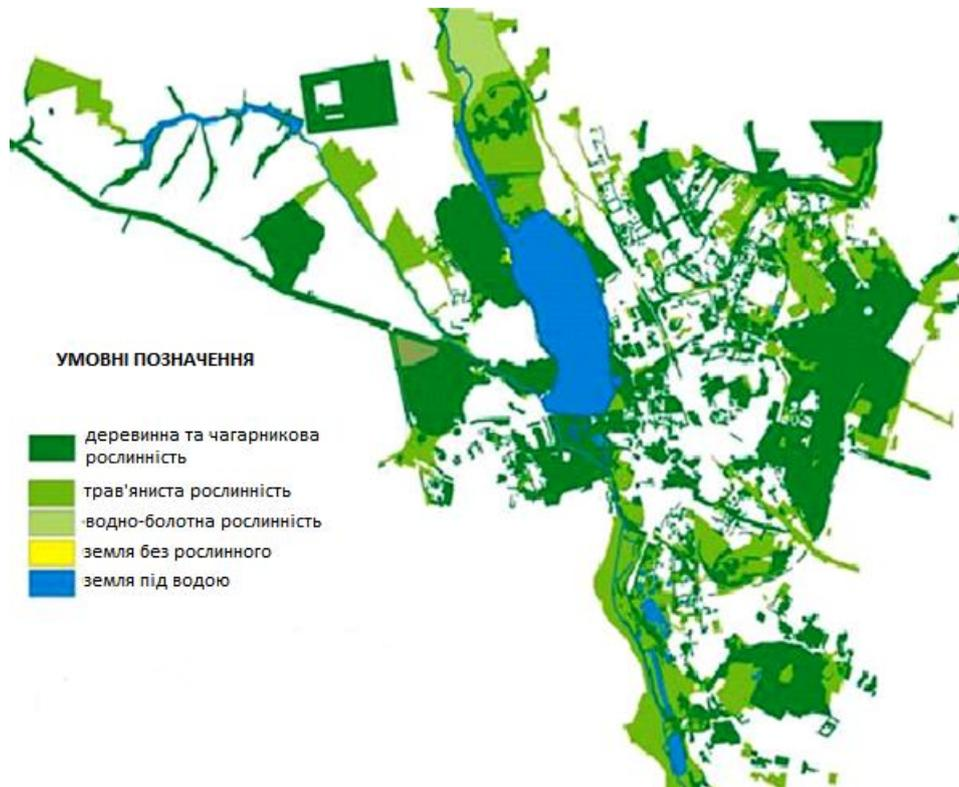 УМОВНІ ПОЗНАЧЕННЯ
деревинна та чагарникова
рослинність
трав'яниста рослинність
водно-болотна рослинність
земля без рослинного
земля під водою